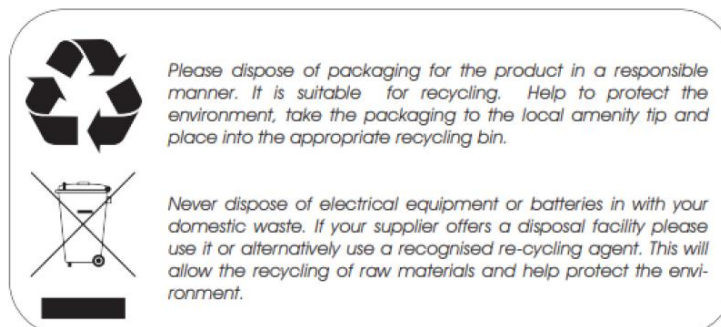 Please dispose of packaging for the product in a responsible
manner. It is suitable for recycling. Help to protect the
environment, take the packaging to the local amenity tip and
place into the appropriate recycling bin.
Never dispose of electrical equipment or batteries in with your
domestic waste. If your supplier offers a disposal facility please
use it or alternatively use a recognised re-cycling agent. This will
allow the recycling of raw materials and help protect the envi-
ronment.